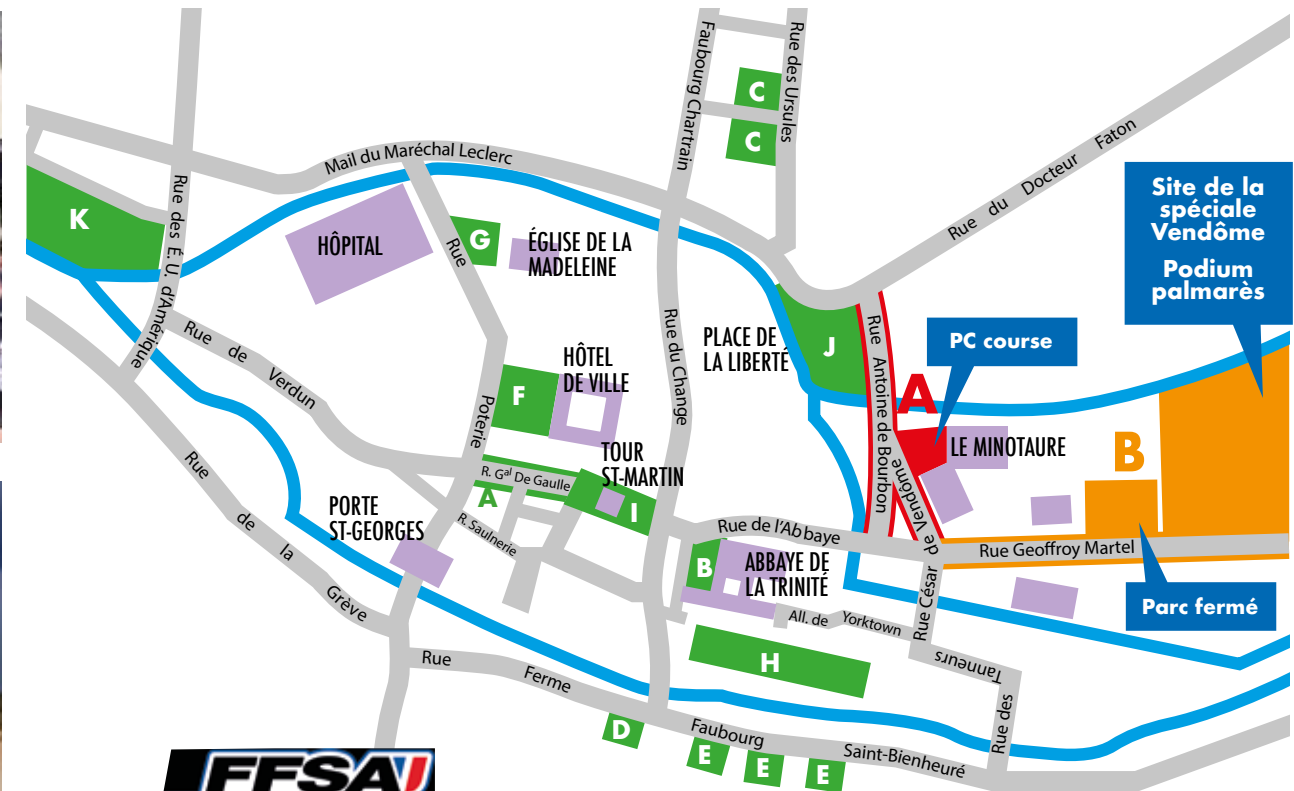 Faubourg Chartrain
Rue des Ursules
C
C
Mail du Maréchal Leclerc
Rue du Docteur Faton
Site de la
spéciale
Vendôme
Podium
palmarès
K
Rue des É.U. d'Amérique
HÔPITAL
G
ÉGLISE DE LA
MADELEINE
Rue
Poterie
Rue de Verdun
HÔTEL
DE VILLE
F
Rue du Change
PLACE DE
LA LIBERTÉ
J
Rue Antoine de Bourbon
PC course
A
LE MINOTAURE
B
TOUR
ST-MARTIN
R. Gal De Gaulle
A
I
PORTE
ST-GEORGES
R. Saulnerie
Rue de l'Abbaye
Rue César de Vendôme
Rue Geoffroy Martel
B
ABBAYE DE
LA TRINITÉ
Parc fermé
Rue de la Grève
All. de Yorktown
H
Rue des Tanneurs
Rue Ferme
D
Faubourg Saint-Bienheuré
E
E
E
FFSA